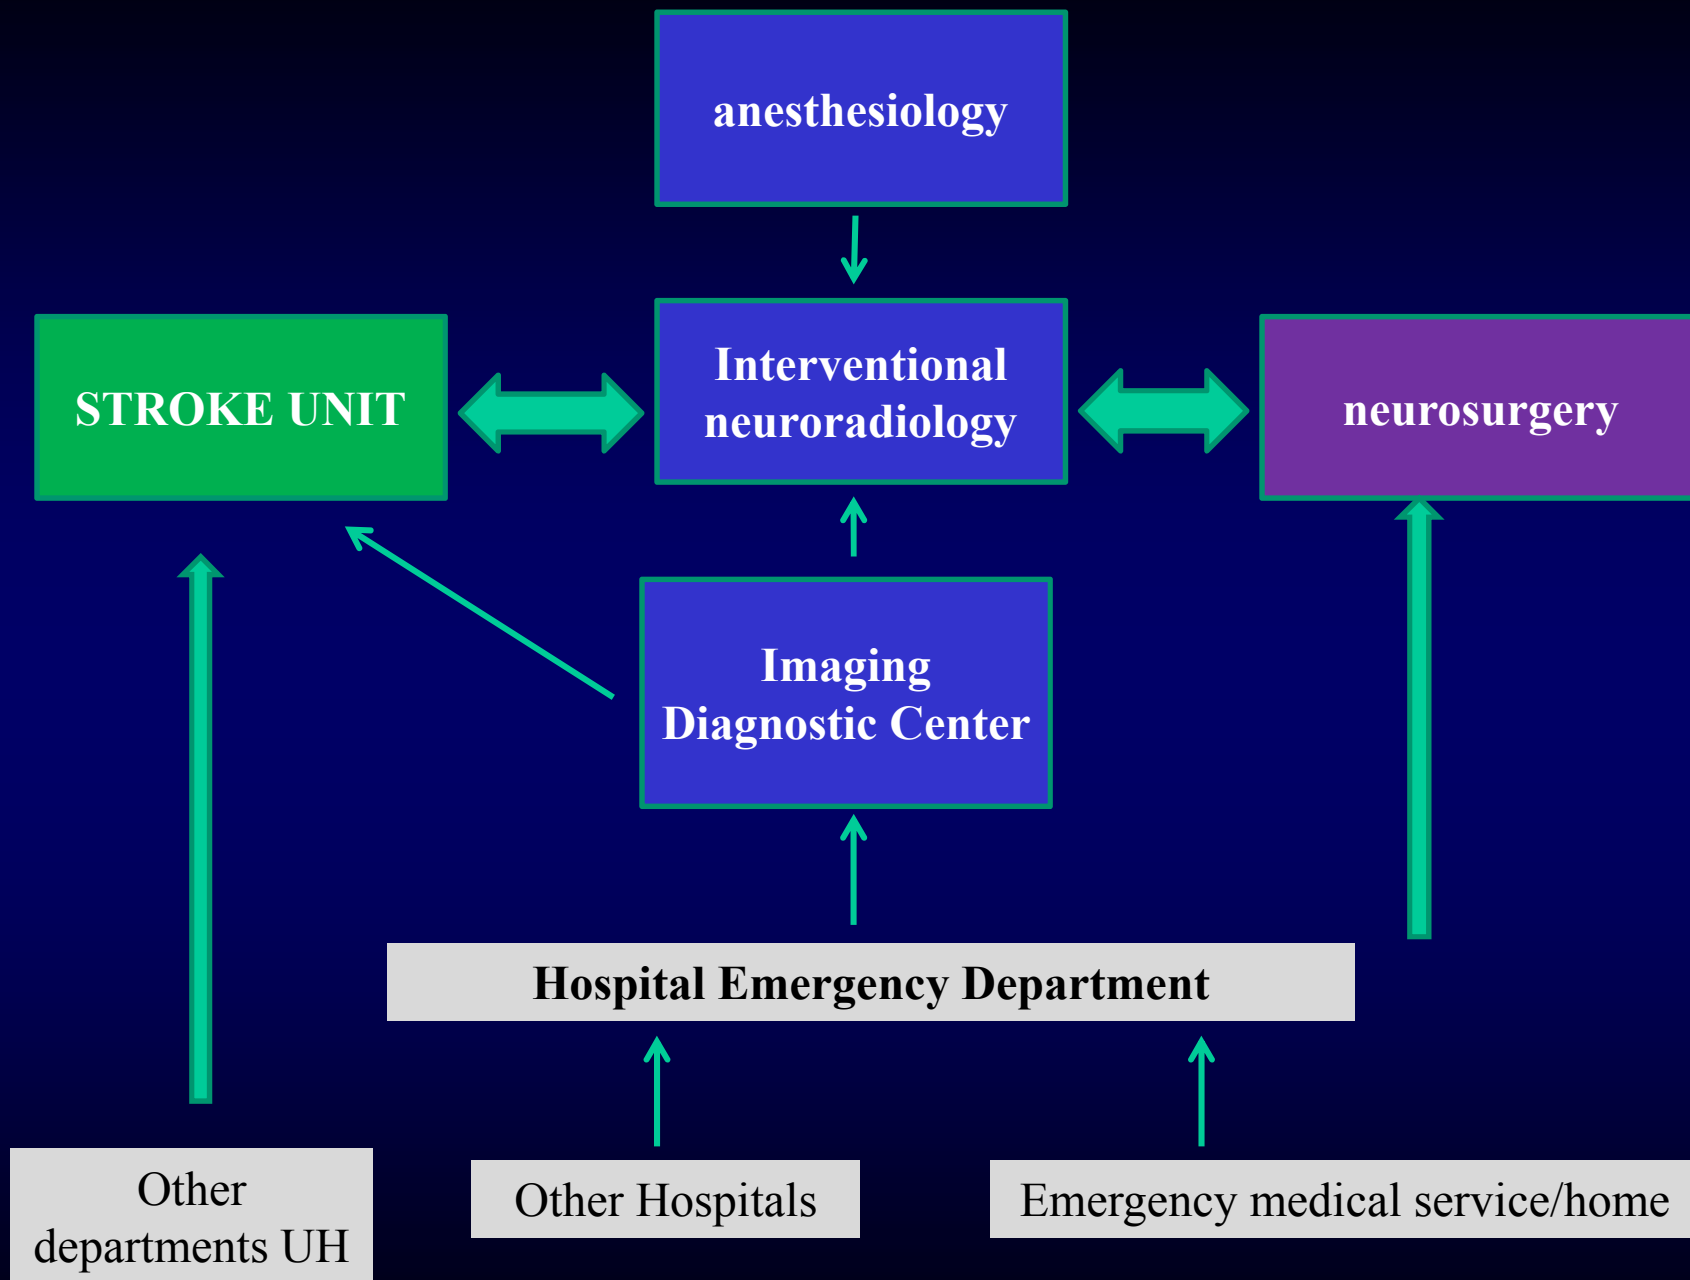 anesthesiology
STROKE UNIT
Interventional
neuroradiology
neurosurgery
Imaging
Diagnostic Center
Hospital Emergency Department
Other
departments UH
Other Hospitals
Emergency medical service/home